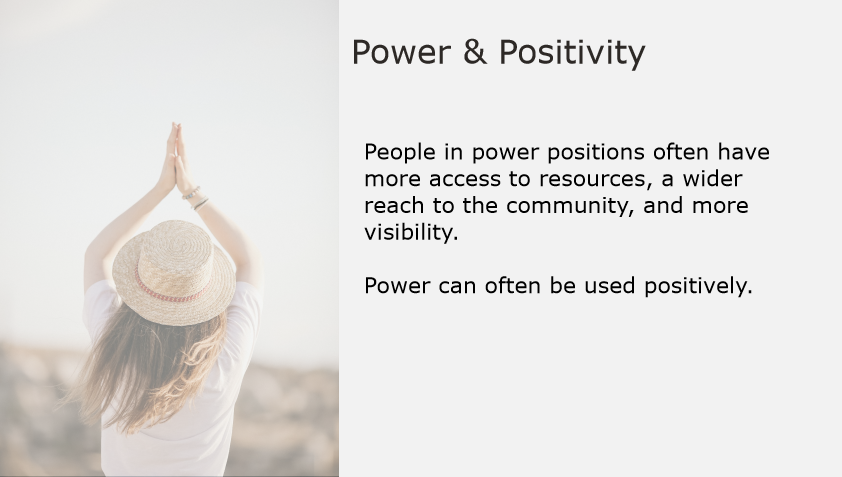 Power & Positivity
People in power positions often have
more access to resources, a wider
reach to the community, and more
visibility.
Power can often be used positively.